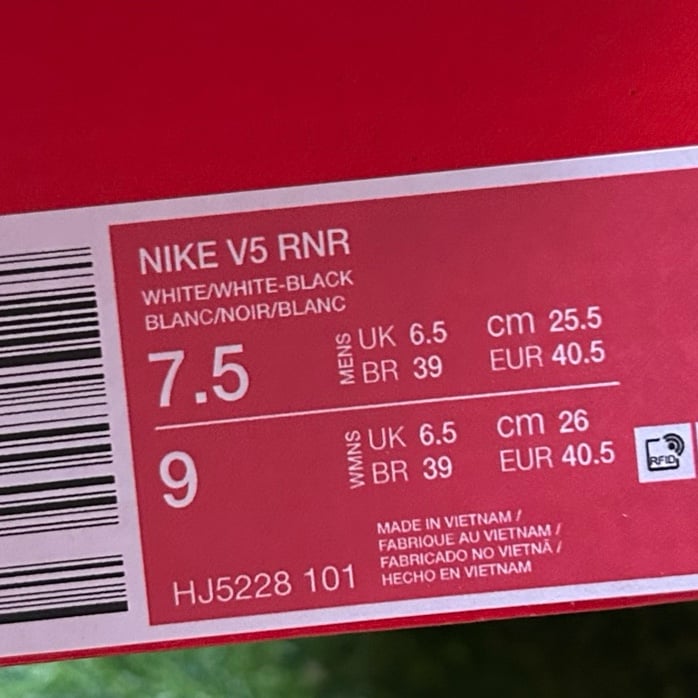 NIKE V5 RNR
WHITE/WHITE-BLACK
BLANC/NOIR/BLANC
7.5
MENS
UK 6.5 cm 25.5
BR 39 EUR 40.5
9
WMNS
UK 6.5 cm 26
BR 39 EUR 40.5
RFID
MADE IN VIETNAM /
FABRIQUE AU VIETNAM /
FABRICADO NO VIETNÃ /
HECHO EN VIETNAM
HJ5228 101